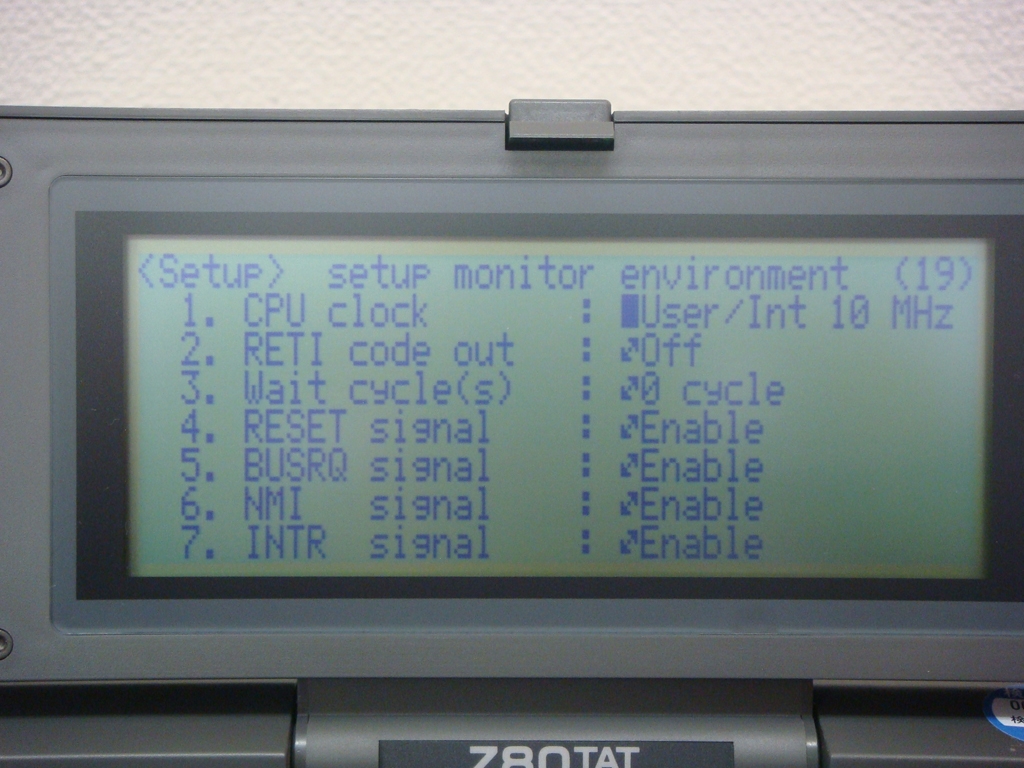 <Setup>  setup monitor environment  (19)
1. CPU clock : User/Int 10 MHz
2. RETI code out : Off
3. Wait cycle(s) : 0 cycle
4. RESET signal : Enable
5. BUSRQ signal : Enable
6. NMI signal : Enable
7. INTR signal : Enable
Z80TAT